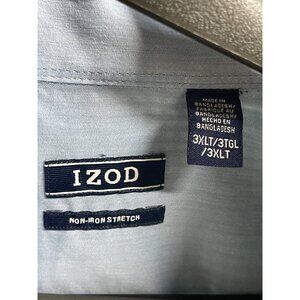 IZOD
NON-IRON STRETCH
MADE IN
BANGLADESH/
FABRIQUÉ AU
BANGLADESH/
HECHO EN
BANGLADESH
3XLT/3TGL
/3XLT